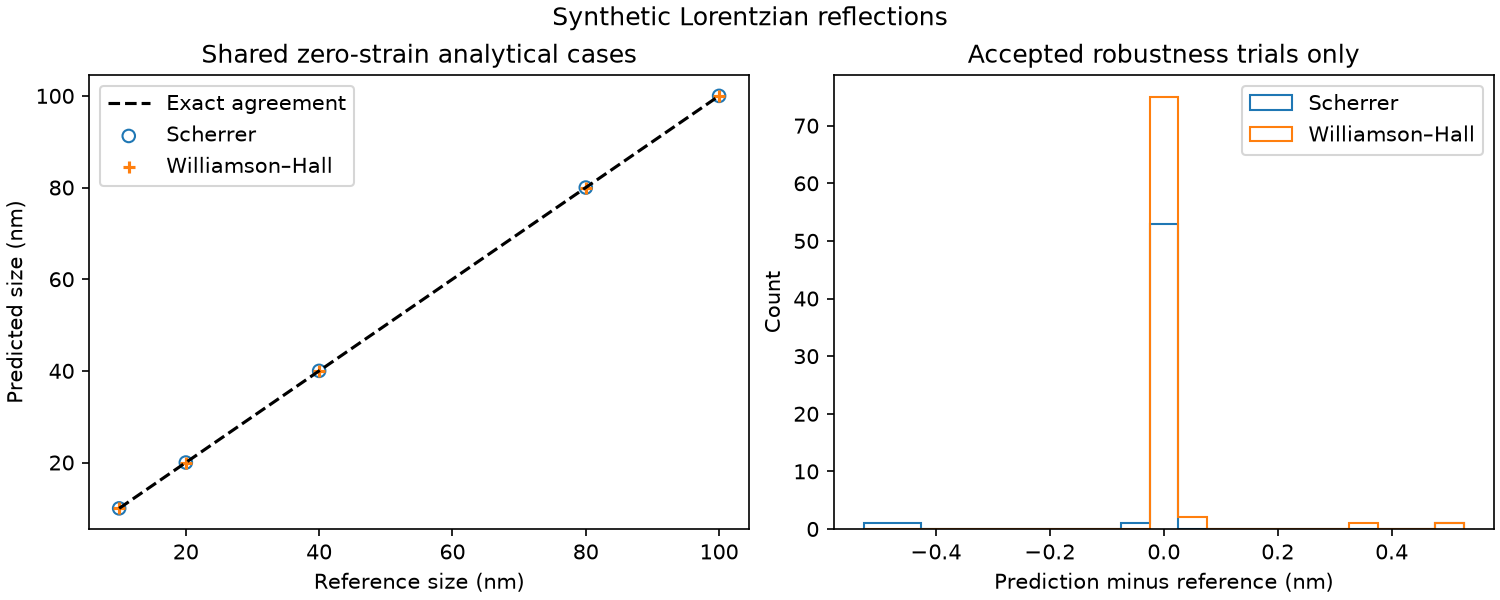 Synthetic Lorentzian reflections
Shared zero-strain analytical cases
Exact agreement
Scherrer
Williamson–Hall
100
80
60
40
20
Predicted size (nm)
20
40
60
80
100
Reference size (nm)
Accepted robustness trials only
Scherrer
Williamson–Hall
70
60
50
40
30
20
10
0
Count
−0.4
−0.2
0.0
0.2
0.4
Prediction minus reference (nm)